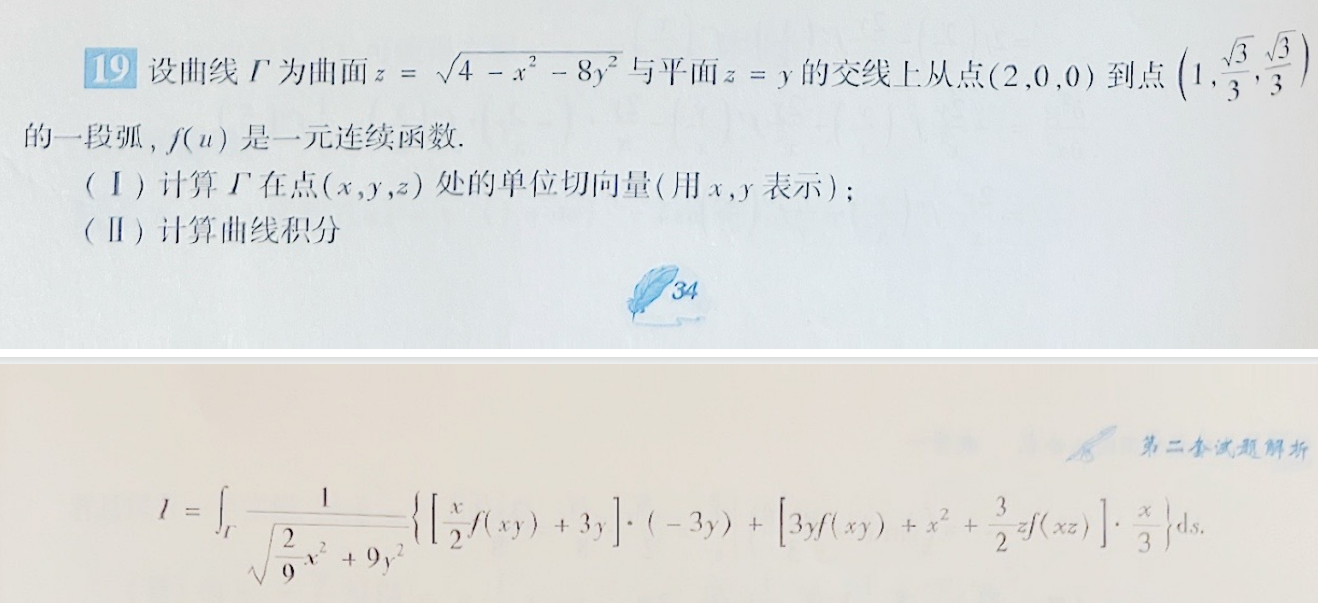 19 设曲线 Γ 为曲面 z = √(4 - x² - 8y²) 与平面 z = y 的交线上从点(2,0,0) 到点 (1, √3/3, √3/3)
的一段弧, f(u) 是一元连续函数.
(Ⅰ) 计算 Γ 在点(x,y,z) 处的单位切向量(用 x,y 表示);
(Ⅱ) 计算曲线积分
34
第二套试题解析
I = ∫_Γ 1/√(2/9 x² + 9y²) {[x/2 f(xy) + 3y]·(-3y) + [3yf(xy) + x² + 3/2 zf(xz)]·x/3}ds.